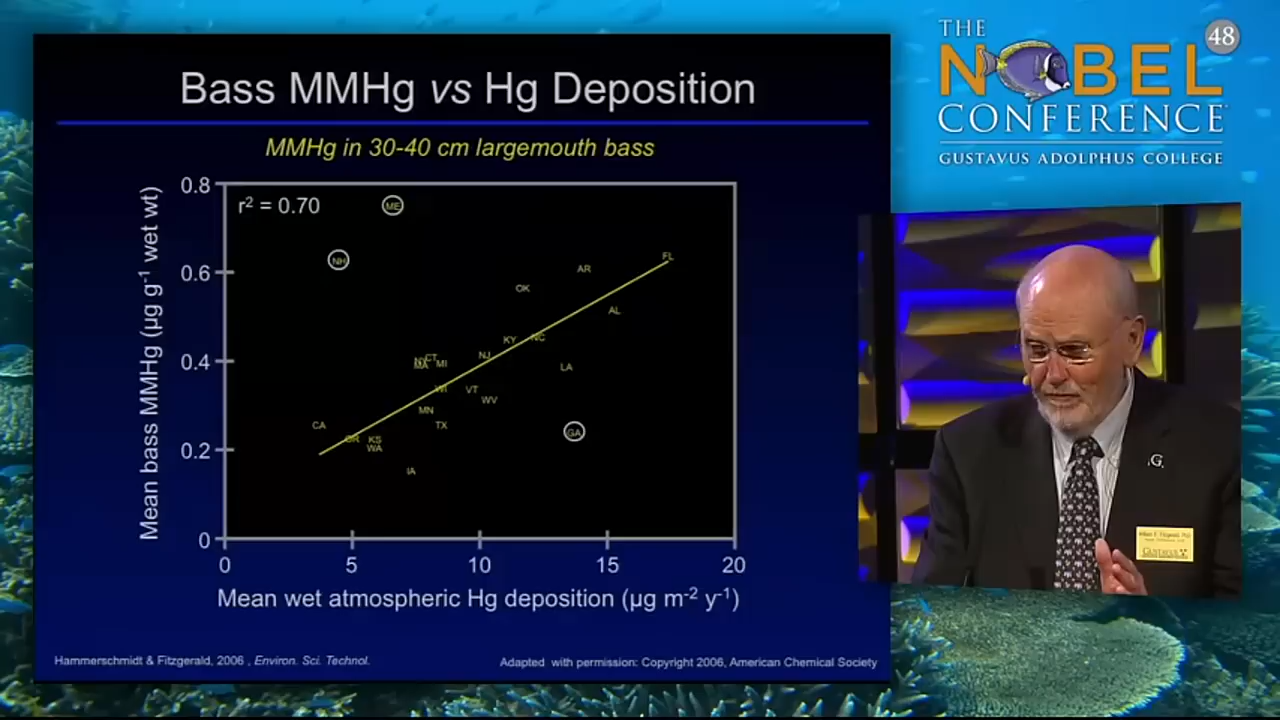 Bass MMHg vs Hg Deposition
MMHg in 30-40 cm largemouth bass
r² = 0.70
Mean bass MMHg (µg g⁻¹ wet wt)
0.8
0.6
0.4
0.2
0
ME
NH
FL
AR
OK
AL
KY
NC
NJ
CT
MI
MA
LA
WI
VT
WV
MN
CA
TX
GA
OR
KS
WA
IA
0
5
10
15
20
Mean wet atmospheric Hg deposition (µg m⁻² y⁻¹)
Hammerschmidt & Fitzgerald, 2006 , Environ. Sci. Technol.
Adapted with permission: Copyright 2006, American Chemical Society
THE
NOBEL
48
CONFERENCE
GUSTAVUS ADOLPHUS COLLEGE
G
GUSTAVUS